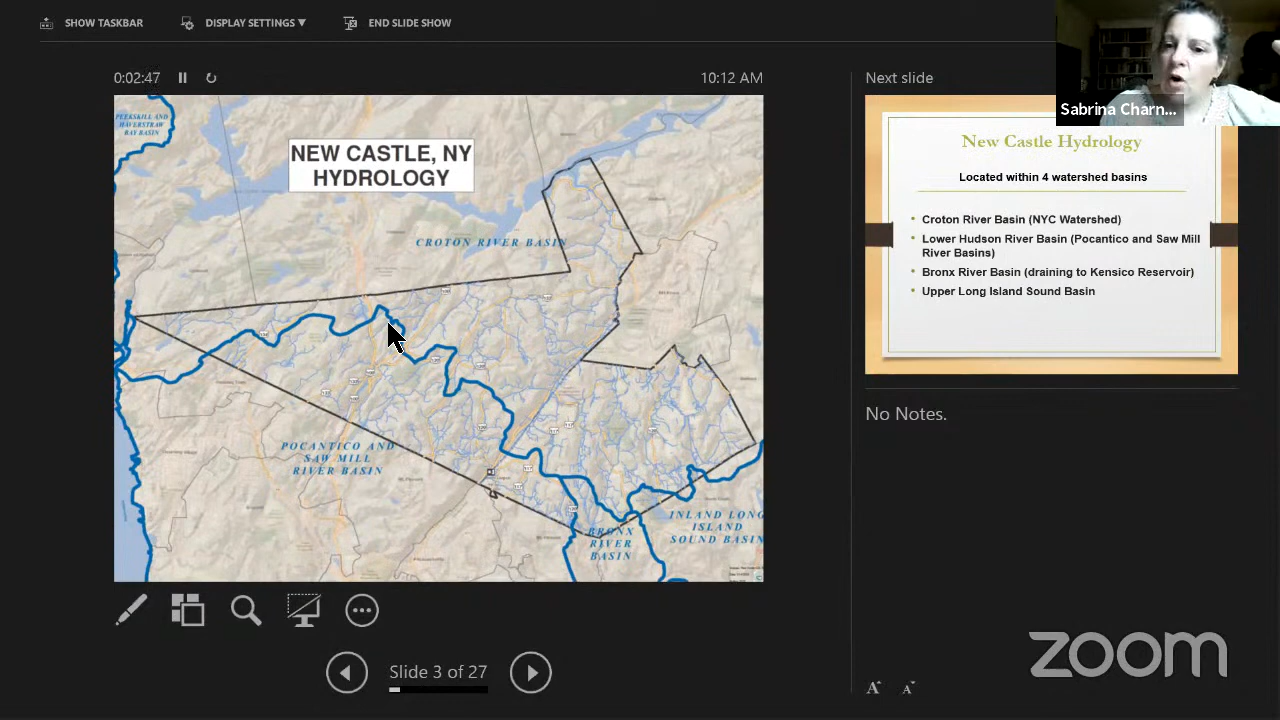 SHOW TASKBAR
DISPLAY SETTINGS ▼
END SLIDE SHOW
0:02:47
10:12 AM
Next slide
Sabrina Charn...
PEEKSKILL AND
HAVERSTRAW
BAY BASIN
NEW CASTLE, NY
HYDROLOGY
CROTON RIVER BASIN
POCANTICO AND
SAW MILL
RIVER BASIN
BRONX
RIVER
BASIN
INLAND LONG
ISLAND
SOUND BASIN
New Castle Hydrology
Located within 4 watershed basins
• Croton River Basin (NYC Watershed)
• Lower Hudson River Basin (Pocantico and Saw Mill
River Basins)
• Bronx River Basin (draining to Kensico Reservoir)
• Upper Long Island Sound Basin
No Notes.
Slide 3 of 27
A A
zoom